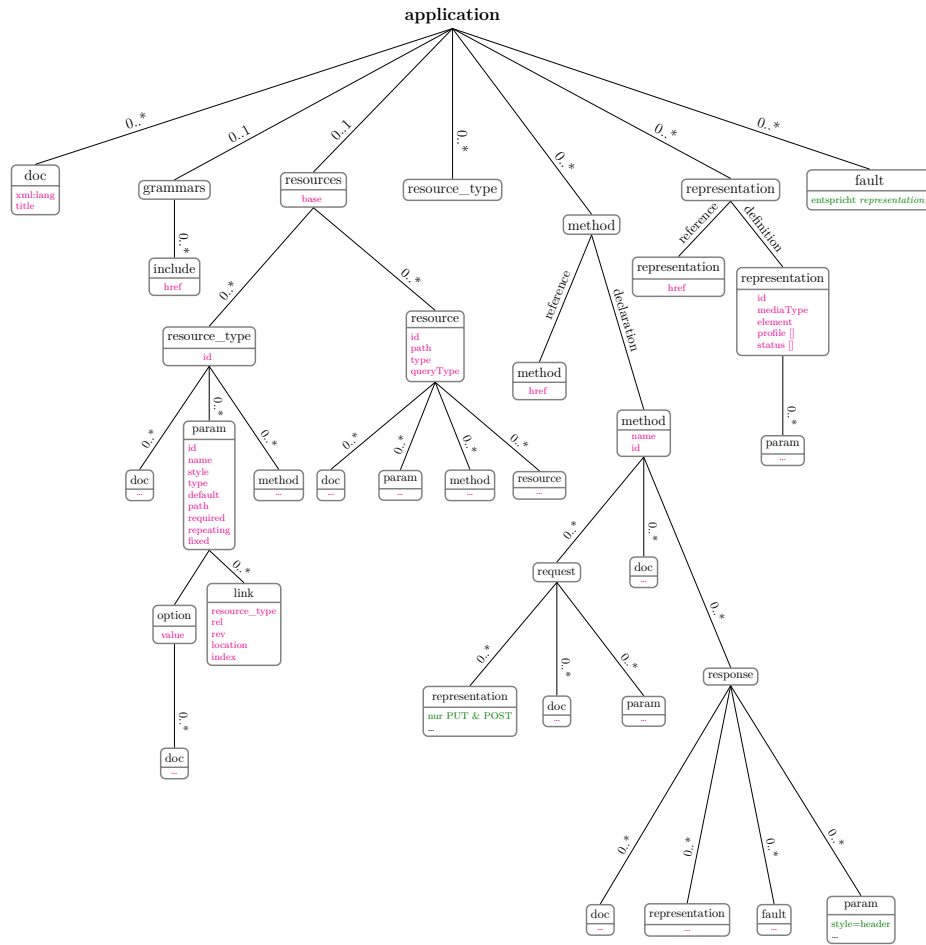 application
0..*
0..1
0..1
0..*
0..*
0..*
0..*
doc
xml:lang
title
grammars
0..*
include
href
resources
base
0..*
0..*
resource_type
id
0..*
0..*
0..*
doc
...
param
id
name
style
type
default
path
required
repeating
fixed
method
...
0..*
option
value
link
resource_type
rel
rev
location
index
0..*
doc
...
resource
id
path
type
queryType
0..*
0..*
0..*
0..*
doc
...
param
...
method
...
resource
...
resource_type
method
reference
declaration
method
href
method
name
id
0..*
0..*
0..*
request
doc
...
0..*
0..*
0..*
representation
nur PUT & POST
...
doc
...
param
...
response
0..*
0..*
0..*
0..*
doc
...
representation
...
fault
...
param
style=header
...
representation
reference
definition
representation
href
representation
id
mediaType
element
profile []
status []
0..*
param
...
fault
entspricht representation